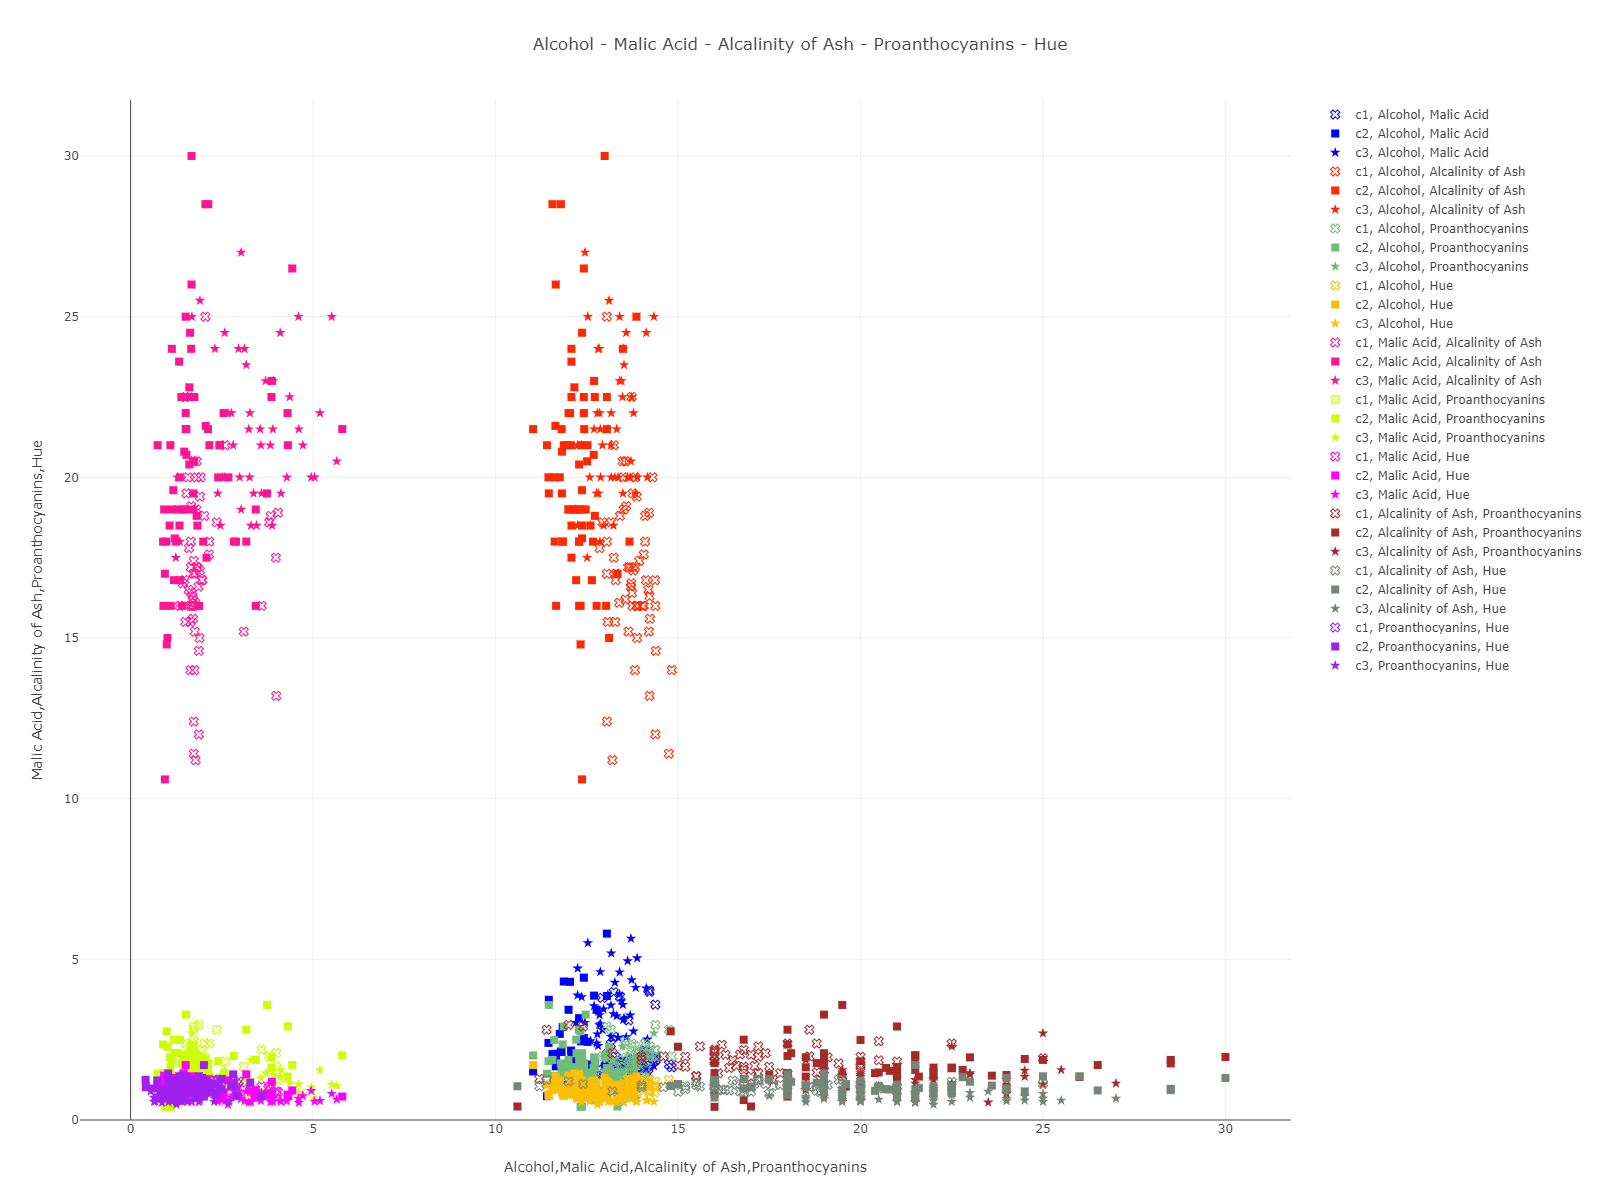 Alcohol - Malic Acid - Alcalinity of Ash - Proanthocyanins - Hue
c1, Alcohol, Malic Acid
c2, Alcohol, Malic Acid
c3, Alcohol, Malic Acid
c1, Alcohol, Alcalinity of Ash
c2, Alcohol, Alcalinity of Ash
c3, Alcohol, Alcalinity of Ash
c1, Alcohol, Proanthocyanins
c2, Alcohol, Proanthocyanins
c3, Alcohol, Proanthocyanins
c1, Alcohol, Hue
c2, Alcohol, Hue
c3, Alcohol, Hue
c1, Malic Acid, Alcalinity of Ash
c2, Malic Acid, Alcalinity of Ash
c3, Malic Acid, Alcalinity of Ash
c1, Malic Acid, Proanthocyanins
c2, Malic Acid, Proanthocyanins
c3, Malic Acid, Proanthocyanins
c1, Malic Acid, Hue
c2, Malic Acid, Hue
c3, Malic Acid, Hue
c1, Alcalinity of Ash, Proanthocyanins
c2, Alcalinity of Ash, Proanthocyanins
c3, Alcalinity of Ash, Proanthocyanins
c1, Alcalinity of Ash, Hue
c2, Alcalinity of Ash, Hue
c3, Alcalinity of Ash, Hue
c1, Proanthocyanins, Hue
c2, Proanthocyanins, Hue
c3, Proanthocyanins, Hue
Malic Acid,Alcalinity of Ash,Proanthocyanins,Hue
30
25
20
15
10
5
0
0 5 10 15 20 25 30
Alcohol,Malic Acid,Alcalinity of Ash,Proanthocyanins